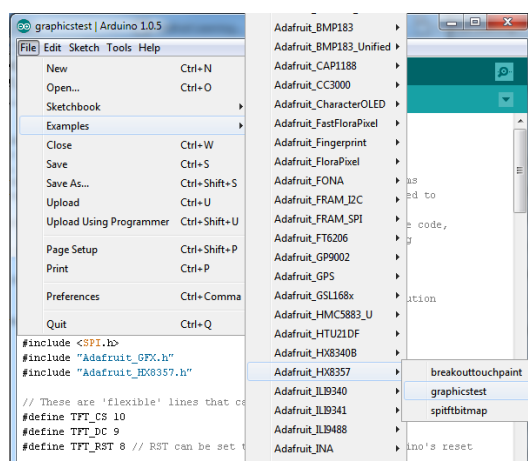 graphicstest | Arduino 1.0.5
File Edit Sketch Tools Help
New Ctrl+N
Open... Ctrl+O
Sketchbook
Examples
Close Ctrl+W
Save Ctrl+S
Save As... Ctrl+Shift+S
Upload Ctrl+U
Upload Using Programmer Ctrl+Shift+U
Page Setup Ctrl+Shift+P
Print Ctrl+P
Preferences Ctrl+Comma
Quit Ctrl+Q
Adafruit_BMP183
Adafruit_BMP183_Unified
Adafruit_CAP1188
Adafruit_CC3000
Adafruit_CharacterOLED
Adafruit_FastFloraPixel
Adafruit_Fingerprint
Adafruit_FloraPixel
Adafruit_FONA
Adafruit_FRAM_I2C
Adafruit_FRAM_SPI
Adafruit_FT6206
Adafruit_GP9002
Adafruit_GPS
Adafruit_GSL168x
Adafruit_HMC5883_U
Adafruit_HTU21DF
Adafruit_HX8340B
Adafruit_HX8357
Adafruit_ILI9340
Adafruit_ILI9341
Adafruit_ILI9488
Adafruit_INA
breakouttouchpaint
graphicstest
spitftbitmap
ms
ed to
e code,
g
ution
#include <SPI.h>
#include "Adafruit_GFX.h"
#include "Adafruit_HX8357.h"
// These are 'flexible' lines that ca
#define TFT_CS 10
#define TFT_DC 9
#define TFT_RST 8 // RST can be set t
ino's reset